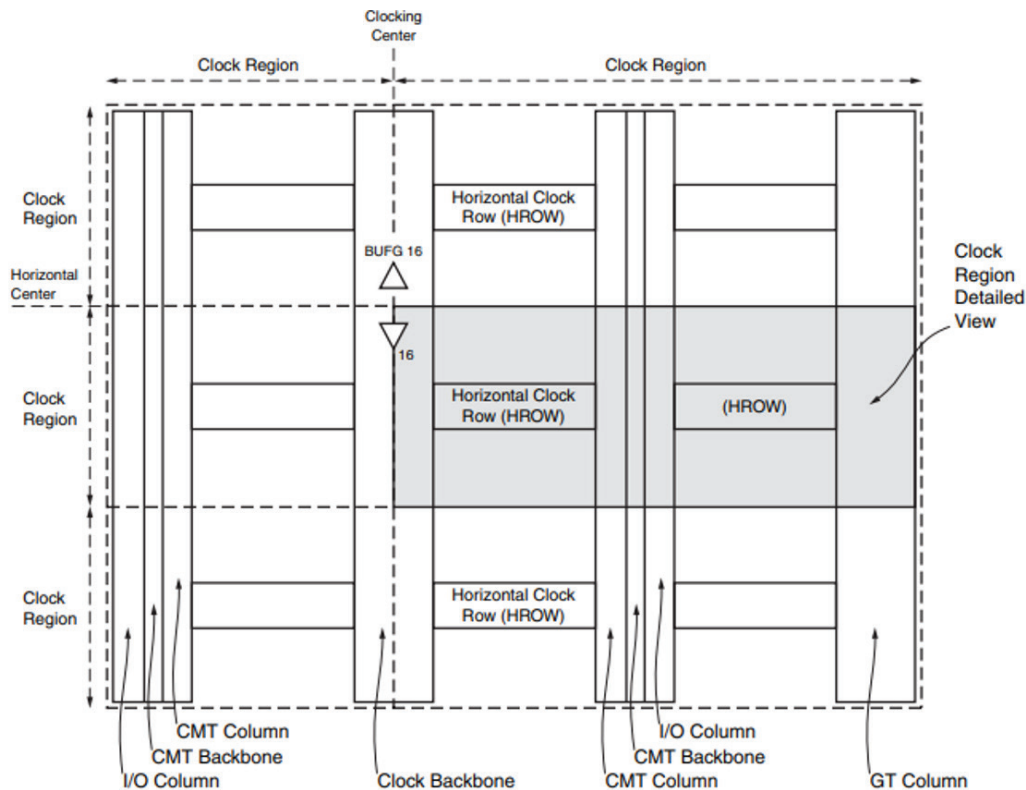 Clocking
Center
Clock Region
Clock Region
Clock
Region
Horizontal Clock
Row (HROW)
BUFG 16
Clock
Region
Detailed
View
Horizontal
Center
16
Clock
Region
Horizontal Clock
Row (HROW)
(HROW)
Clock
Region
Horizontal Clock
Row (HROW)
CMT Column
I/O Column
CMT Backbone
CMT Backbone
I/O Column
Clock Backbone
CMT Column
GT Column